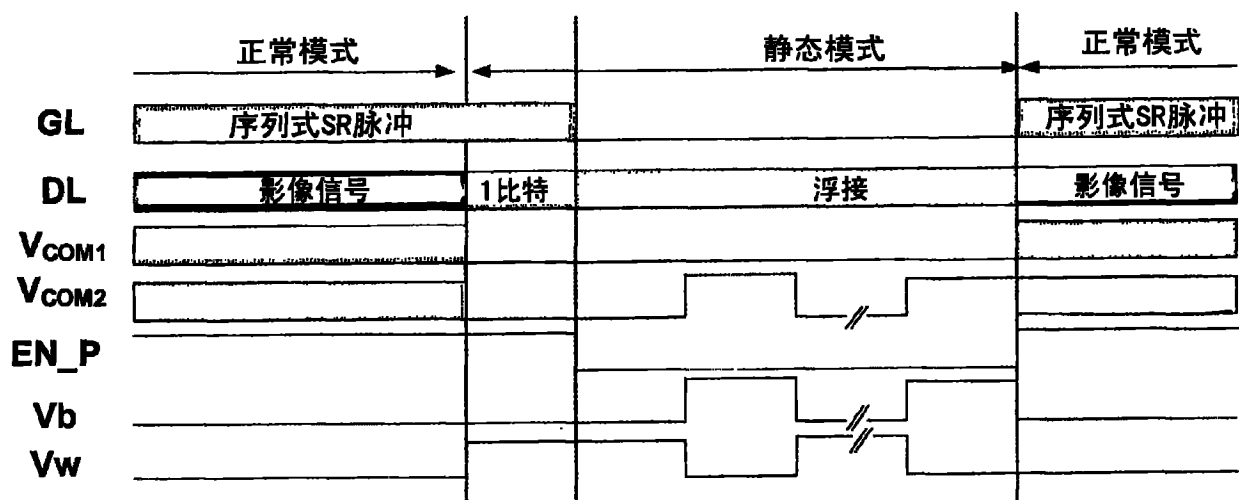 正常模式 静态模式 正常模式
GL 序列式SR脉冲 序列式SR脉冲
DL 影像信号 1比特 浮接 影像信号
VCOM1
VCOM2
EN_P
Vb
Vw